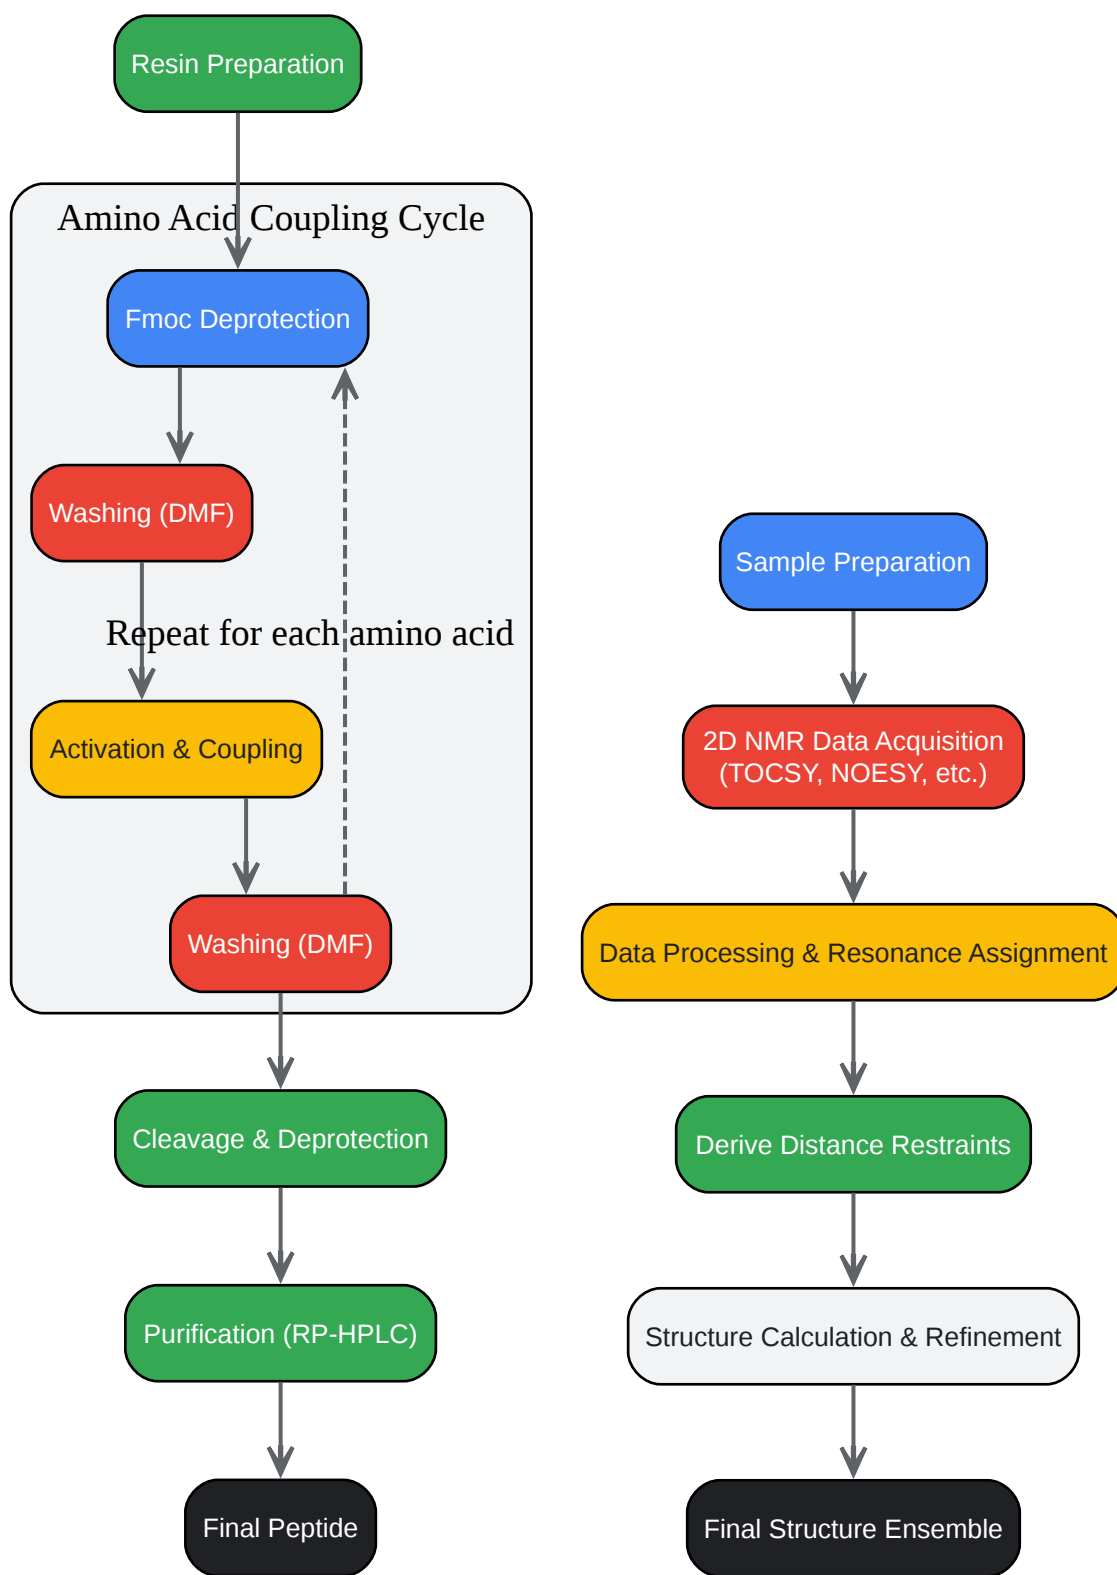 Resin Preparation
Amino Acid Coupling Cycle
Fmoc Deprotection
Washing (DMF)
Repeat for each amino acid
Activation & Coupling
Washing (DMF)
Cleavage & Deprotection
Purification (RP-HPLC)
Final Peptide
Sample Preparation
2D NMR Data Acquisition
(TOCSY, NOESY, etc.)
Data Processing & Resonance Assignment
Derive Distance Restraints
Structure Calculation & Refinement
Final Structure Ensemble